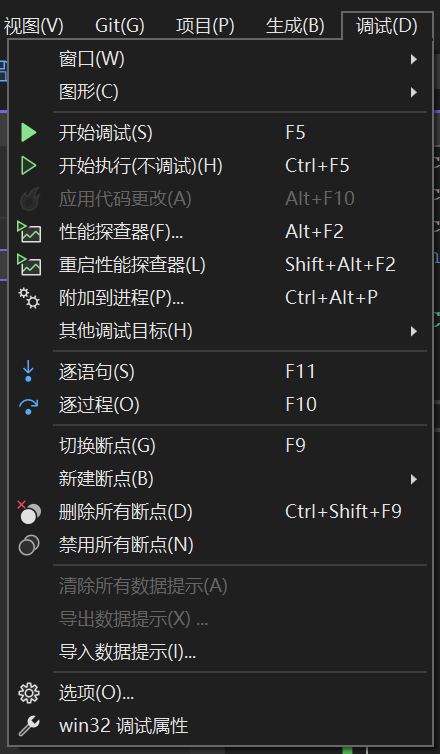 视图(V) Git(G) 项目(P) 生成(B) 调试(D)
窗口(W)
图形(C)
开始调试(S) F5
开始执行(不调试)(H) Ctrl+F5
应用代码更改(A) Alt+F10
性能探查器(F)... Alt+F2
重启性能探查器(L) Shift+Alt+F2
附加到进程(P)... Ctrl+Alt+P
其他调试目标(H)
逐语句(S) F11
逐过程(O) F10
切换断点(G) F9
新建断点(B)
删除所有断点(D) Ctrl+Shift+F9
禁用所有断点(N)
清除所有数据提示(A)
导出数据提示(X) ...
导入数据提示(I)...
选项(O)...
win32 调试属性